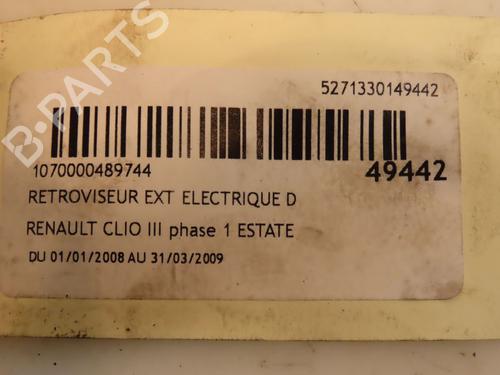 B-PARTS
5271330149442
1070000489744
49442
RETROVISEUR EXT ELECTRIQUE D
RENAULT CLIO III phase 1 ESTATE
DU 01/01/2008 AU 31/03/2009